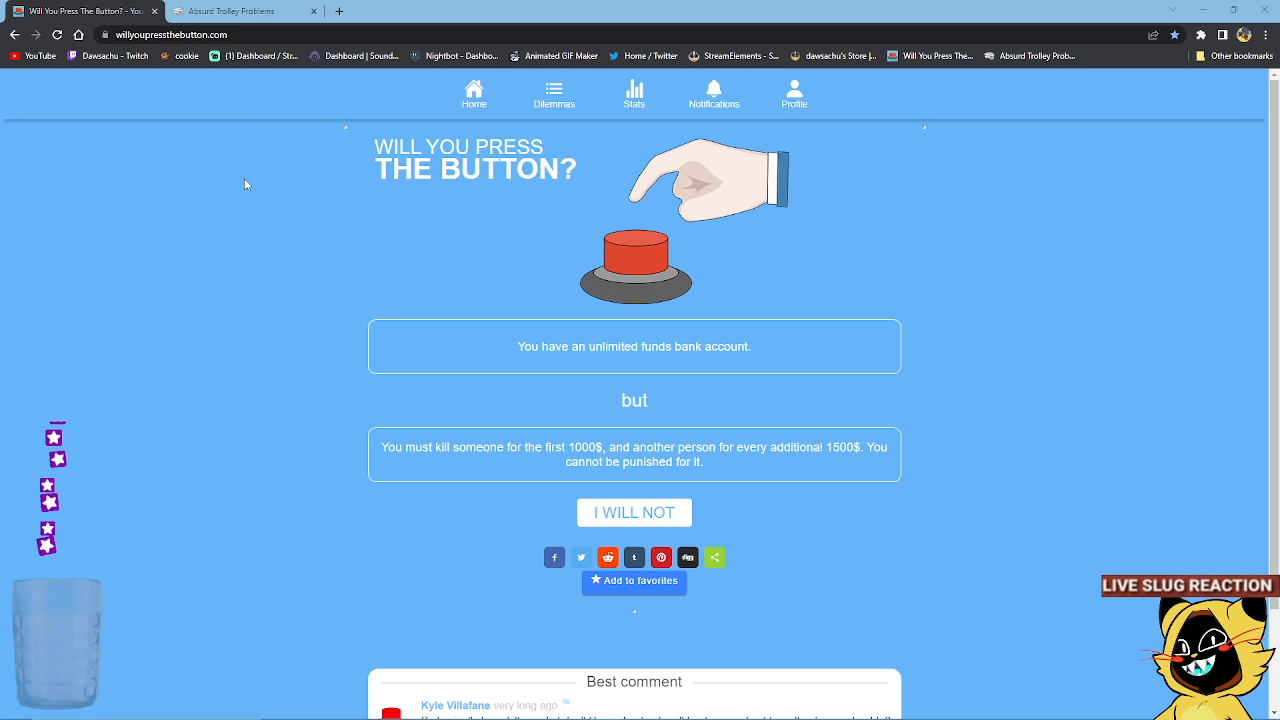 Will You Press The Button? - You
Absurd Trolley Problems
willyoupressthebutton.com
YouTube
Dawsachu - Twitch
cookie
(1) Dashboard / Str...
Dashboard | Sound...
Nightbot - Dashbo...
Animated GIF Maker
Home / Twitter
StreamElements - S...
dawsachu's Store |...
Will You Press The...
Absurd Trolley Prob...
Other bookmarks
Home
Dilemmas
Stats
Notifications
Profile
WILL YOU PRESS
THE BUTTON?
You have an unlimited funds bank account.
but
You must kill someone for the first 1000$, and another person for every additional 1500$. You
cannot be punished for it.
I WILL NOT
digg
Add to favorites
LIVE SLUG REACTION
Best comment
Kyle Villafane very long ago